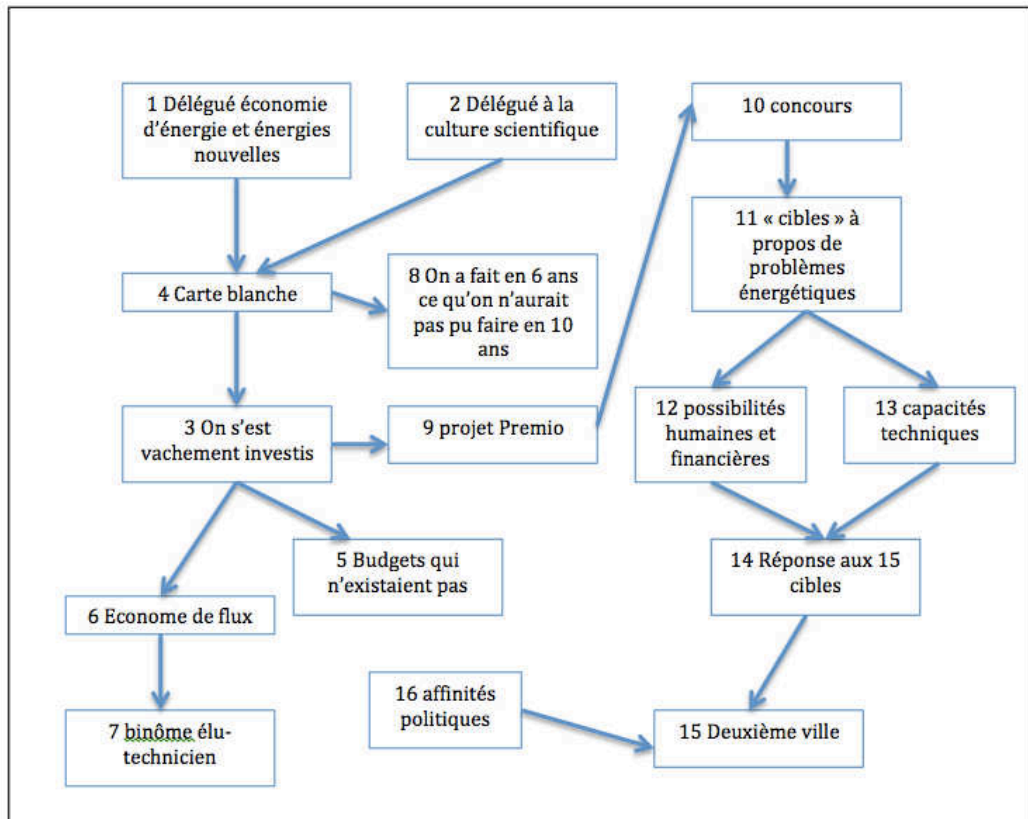 1 Délégué économie
d'énergie et énergies
nouvelles
2 Délégué à la
culture scientifique
10 concours
11 « cibles » à
propos de
problèmes
énergétiques
4 Carte blanche
8 On a fait en 6 ans
ce qu'on n'aurait
pas pu faire en 10
ans
3 On s'est
vachement investis
9 projet Premio
12 possibilités
humaines et
financières
13 capacités
techniques
5 Budgets qui
n'existaient pas
14 Réponse aux 15
cibles
6 Econome de flux
16 affinités
politiques
7 binôme élu-
technicien
15 Deuxième ville